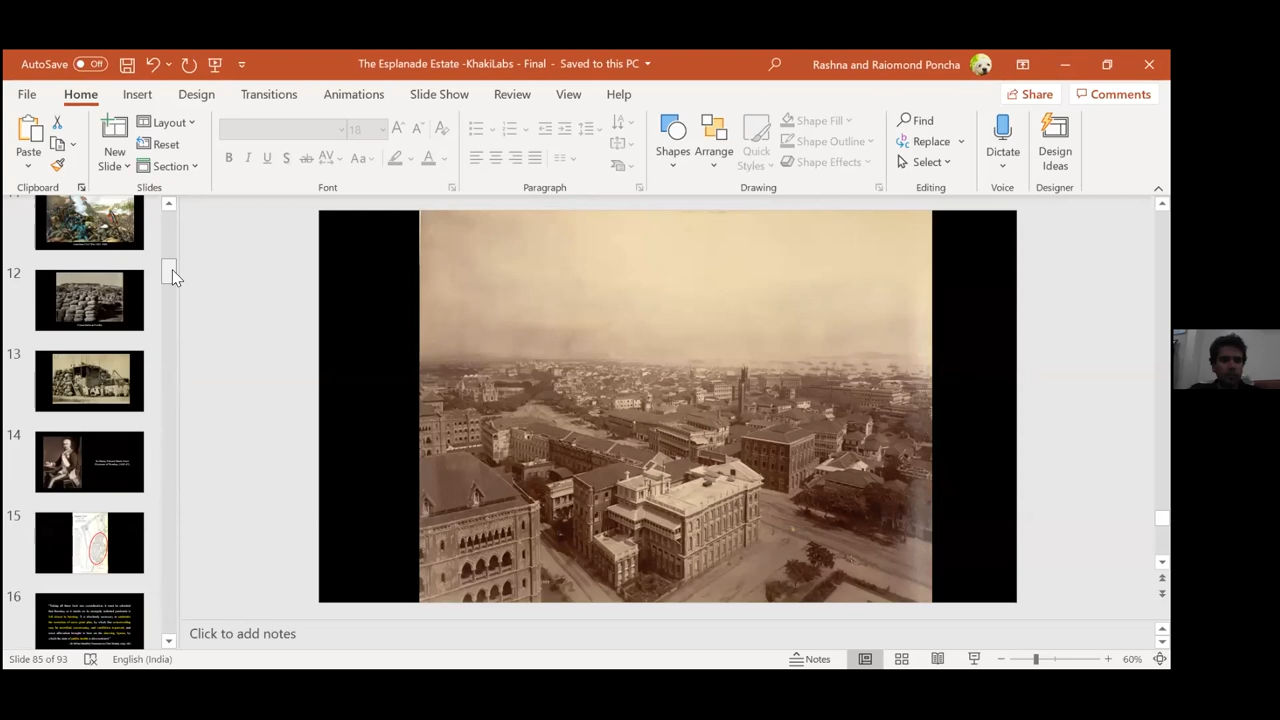 AutoSave Off The Esplanade Estate -KhakiLabs - Final - Saved to this PC Rashna and Raiomond Poncha
File Home Insert Design Transitions Animations Slide Show Review View Help Share Comments
Paste New Slide Layout Reset Section 18 Shapes Arrange Quick Styles Shape Fill Shape Outline Shape Effects Find Replace Select Dictate Design Ideas
Clipboard Slides Font Paragraph Drawing Editing Voice Designer
12
13
14
15
16
Click to add notes
Slide 85 of 93 English (India) Notes 60%